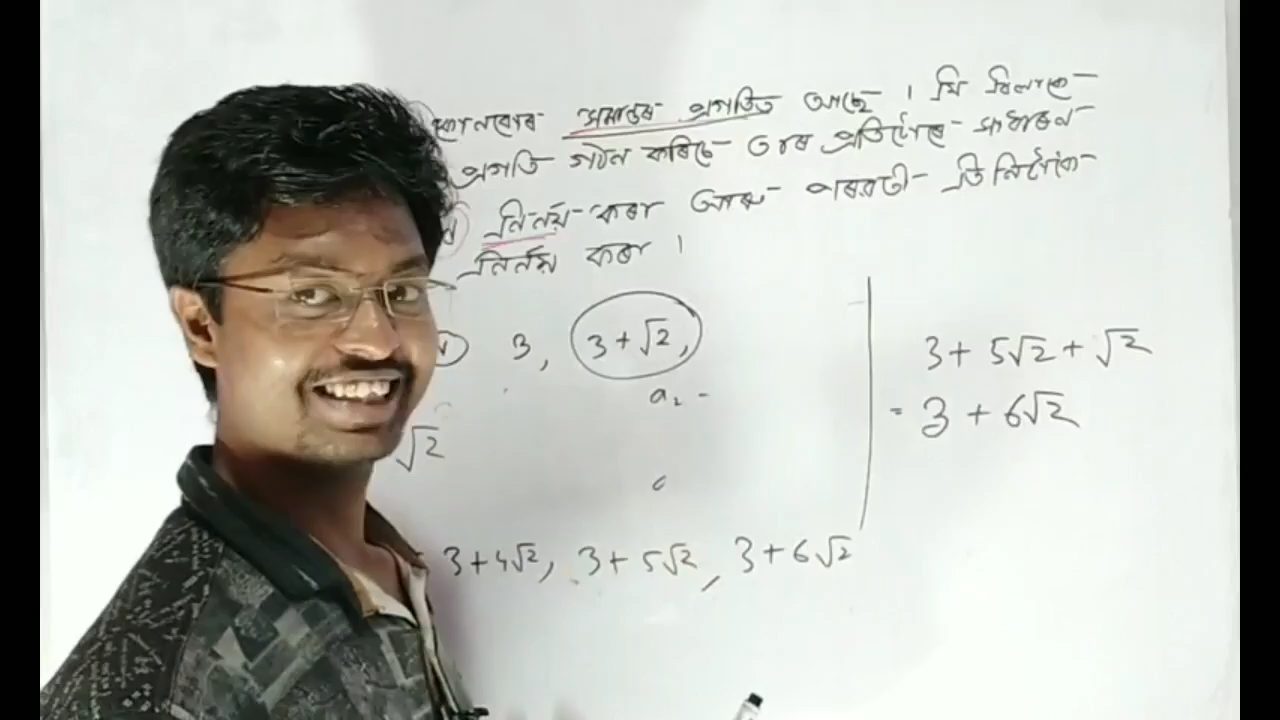 কোনবোৰ সমান্তৰ প্ৰগতিত আছে । যি বিলাকে
প্ৰগতি গঠন কৰিছে তাৰ প্ৰতিটোৰে সাধাৰণ
নিৰ্ণয় কৰা আৰু পৰৱৰ্তী তিনিটাকৈ
নিৰ্ণয় কৰা ।
3, 3+√2,
a₂ -
√2
3+4√2, 3+5√2, 3+6√2
3+ 5√2 + √2
= 3 + 6√2